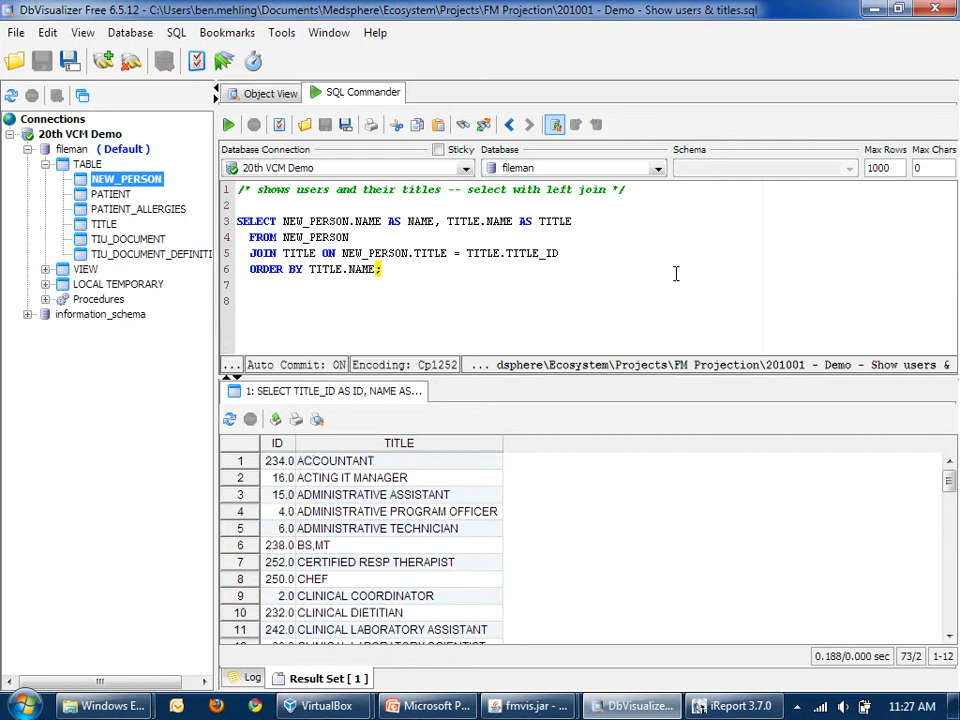 DbVisualizer Free 6.5.12 - C:\Users\ben.mehling\Documents\Medsphere\Ecosystem\Projects\FM Projection\201001 - Demo - Show users & titles.sql
File Edit View Database SQL Bookmarks Tools Window Help
Object View SQL Commander
Connections
20th VCM Demo
fileman ( Default )
TABLE
NEW_PERSON
PATIENT
PATIENT_ALLERGIES
TITLE
TIU_DOCUMENT
TIU_DOCUMENT_DEFINITI
VIEW
LOCAL TEMPORARY
Procedures
information_schema
Database Connection Sticky Database Schema Max Rows Max Chars
20th VCM Demo fileman 1000 0
1 /* shows users and their titles -- select with left join */
2
3 SELECT NEW_PERSON.NAME AS NAME, TITLE.NAME AS TITLE
4 FROM NEW_PERSON
5 JOIN TITLE ON NEW_PERSON.TITLE = TITLE.TITLE_ID
6 ORDER BY TITLE.NAME;
7
8
... Auto Commit: ON Encoding: Cp1252 ... dsphere\Ecosystem\Projects\FM Projection\201001 - Demo - Show users &
1: SELECT TITLE_ID AS ID, NAME AS...
ID TITLE
1 234.0 ACCOUNTANT
2 16.0 ACTING IT MANAGER
3 15.0 ADMINISTRATIVE ASSISTANT
4 4.0 ADMINISTRATIVE PROGRAM OFFICER
5 6.0 ADMINISTRATIVE TECHNICIAN
6 238.0 BS,MT
7 252.0 CERTIFIED RESP THERAPIST
8 250.0 CHEF
9 2.0 CLINICAL COORDINATOR
10 232.0 CLINICAL DIETITIAN
11 242.0 CLINICAL LABORATORY ASSISTANT
0.188/0.000 sec 73/2 1-12
Log Result Set [ 1 ]
Windows E... VirtualBox Microsoft P... fmvis.jar - ... DbVisualize... iReport 3.7.0 11:27 AM